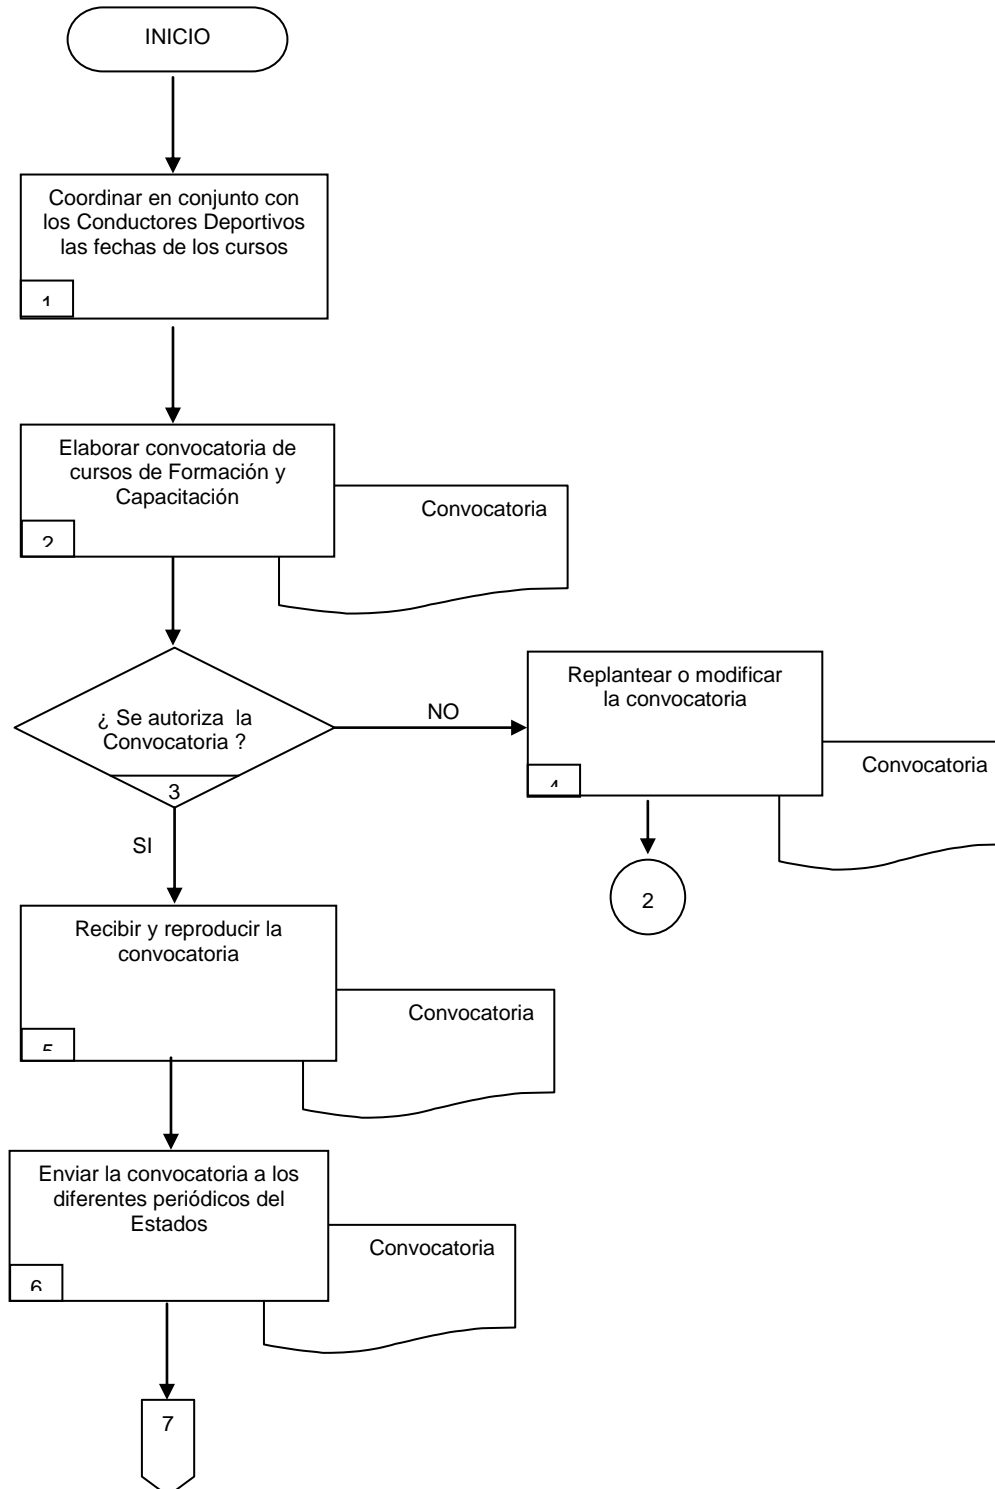 INICIO
Coordinar en conjunto con
los Conductores Deportivos
las fechas de los cursos
1
Elaborar convocatoria de
cursos de Formación y
Capacitación
2
Convocatoria
¿ Se autoriza  la
Convocatoria ?
3
NO
Replantear o modificar
la convocatoria
4
Convocatoria
2
SI
Recibir y reproducir la
convocatoria
5
Convocatoria
Enviar la convocatoria a los
diferentes periódicos del
Estados
6
Convocatoria
7